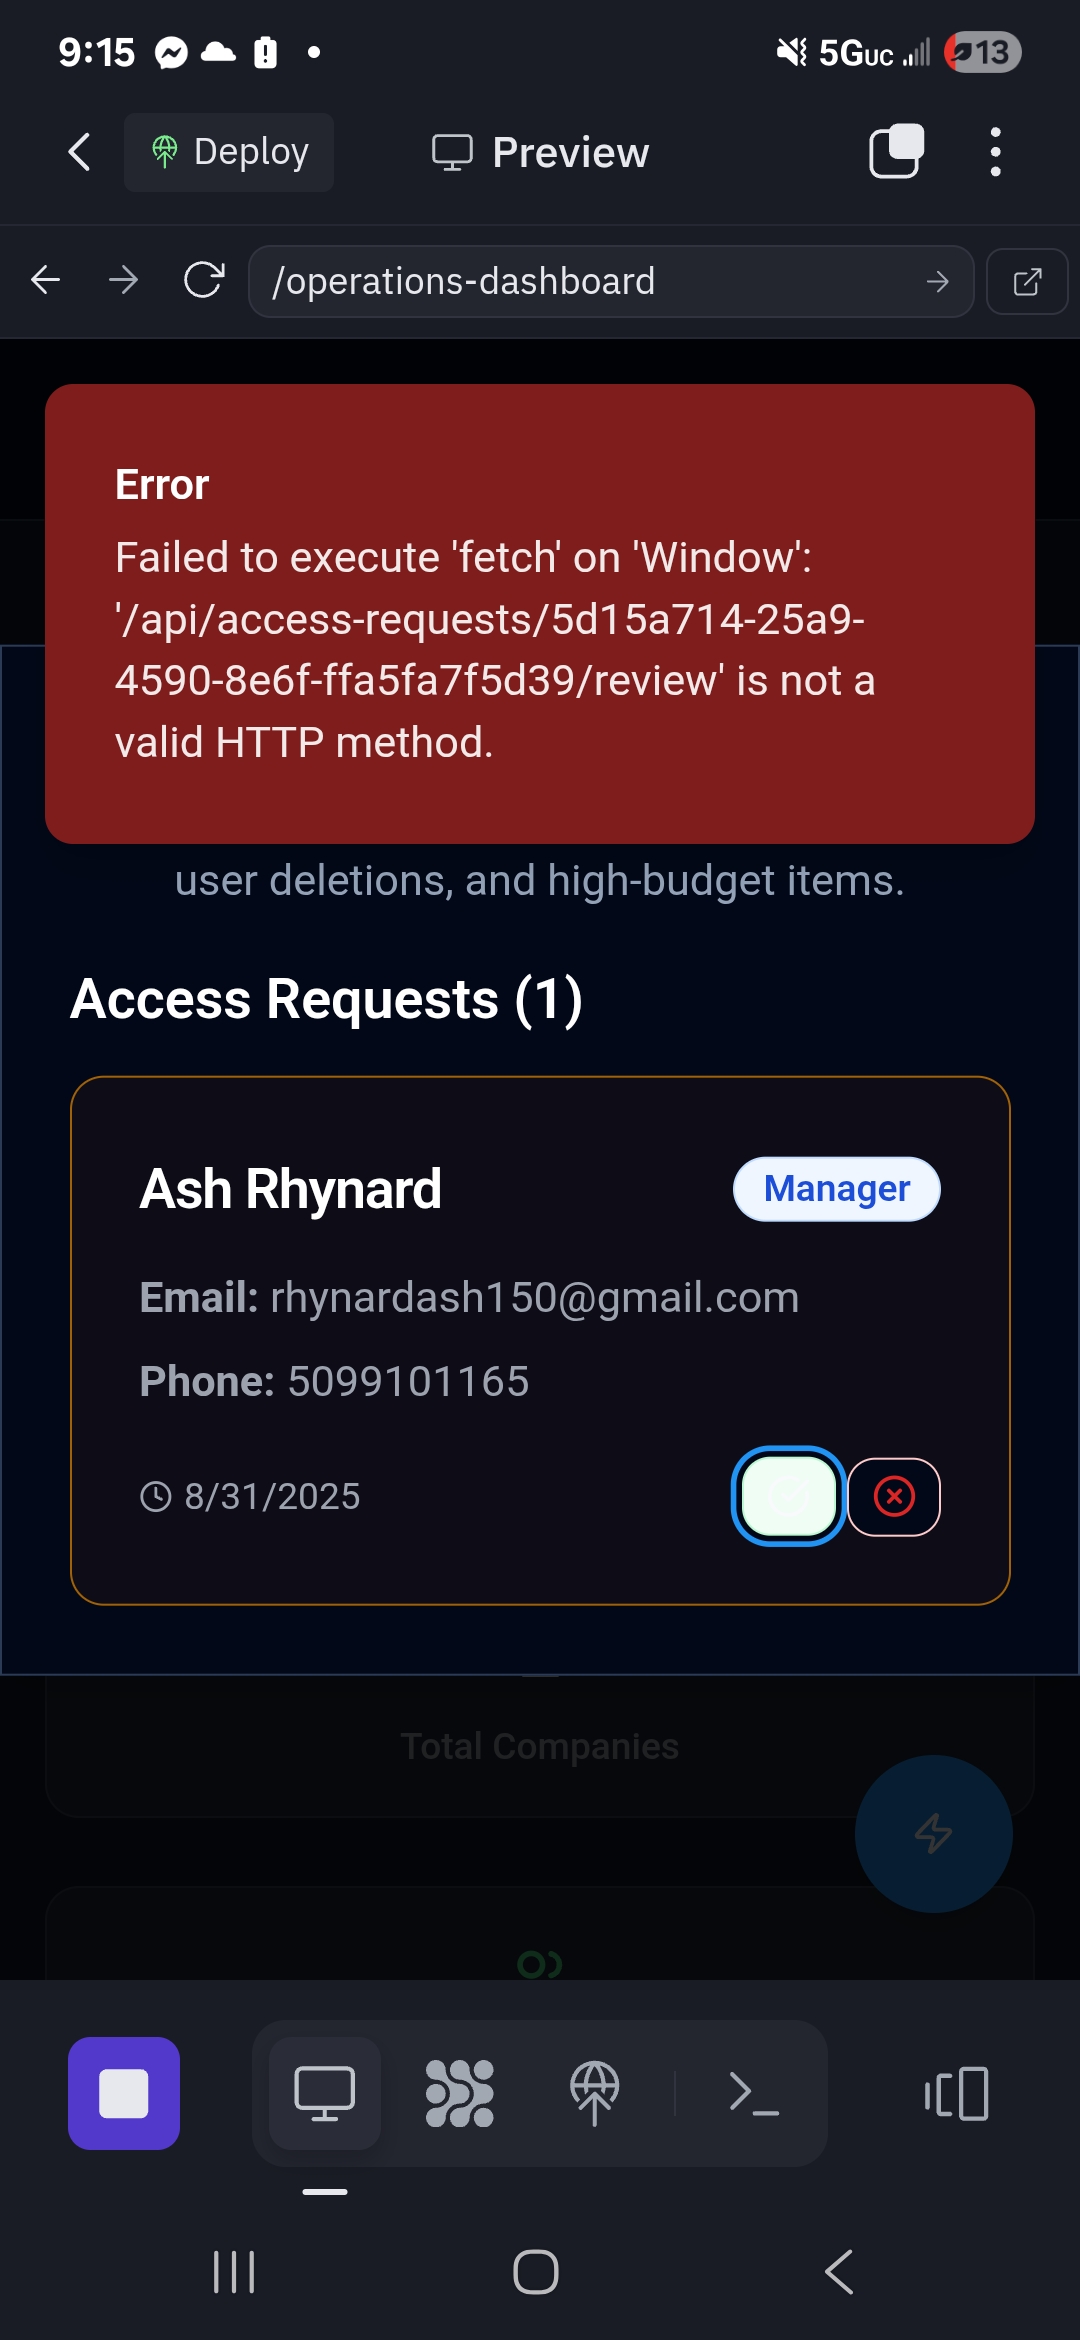 9:15
5GUC
13
Deploy
Preview
/operations-dashboard
Error
Failed to execute 'fetch' on 'Window':
'/api/access-requests/5d15a714-25a9-
4590-8e6f-ffa5fa7f5d39/review' is not a
valid HTTP method.
user deletions, and high-budget items.
Access Requests (1)
Ash Rhynard
Manager
Email: rhynardash150@gmail.com
Phone: 5099101165
8/31/2025
Total Companies